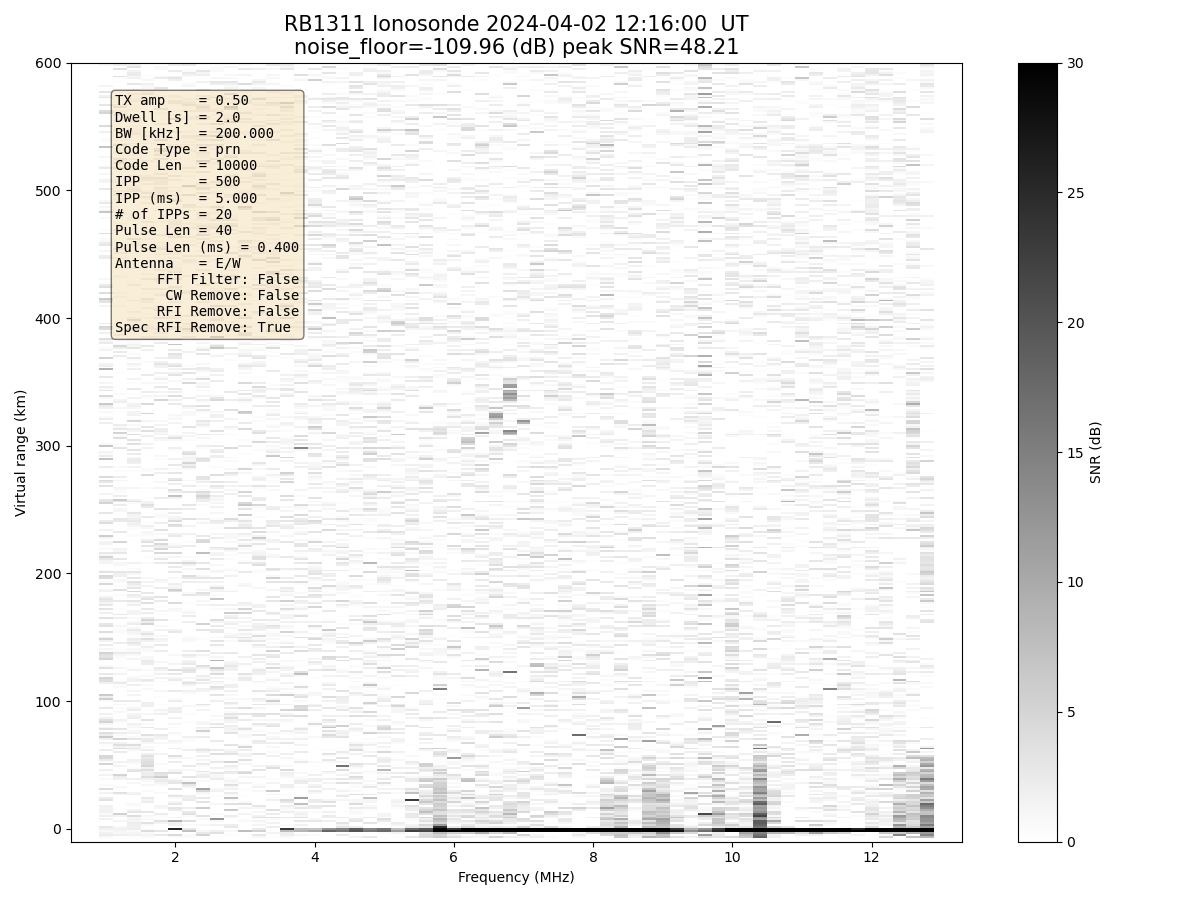 RB1311 Ionosonde 2024-04-02 12:16:00  UT
noise_floor=-109.96 (dB) peak SNR=48.21
TX amp    = 0.50
Dwell [s] = 2.0
BW [kHz]  = 200.000
Code Type = prn
Code Len  = 10000
IPP       = 500
IPP (ms)  = 5.000
# of IPPs = 20
Pulse Len = 40
Pulse Len (ms) = 0.400
Antenna   = E/W
FFT Filter: False
CW Remove: False
RFI Remove: False
Spec RFI Remove: True
600
500
400
300
200
100
0
Virtual range (km)
2
4
6
8
10
12
Frequency (MHz)
30
25
20
15
10
5
0
SNR (dB)